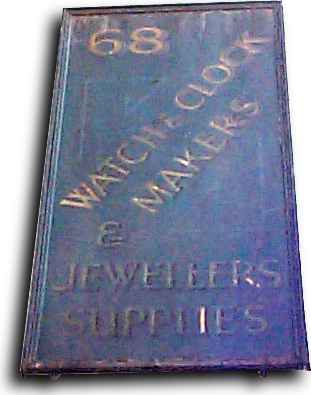 68
WATCH & CLOCK
MAKERS
&
JEWELLERS
SUPPLIES